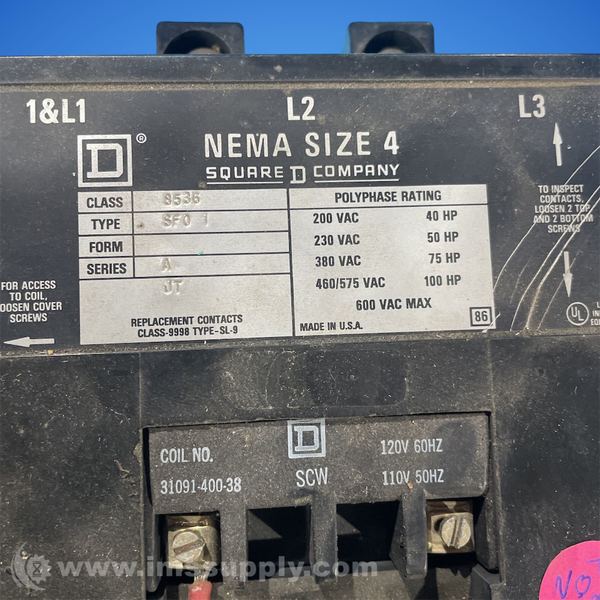 1&L1 L2 L3
D ®
NEMA SIZE 4
SQUARE D COMPANY
CLASS 8536
TYPE SFO 1
FORM
SERIES A
JT
REPLACEMENT CONTACTS
CLASS-9998 TYPE-SL-9
POLYPHASE RATING
200 VAC 40 HP
230 VAC 50 HP
380 VAC 75 HP
460/575 VAC 100 HP
600 VAC MAX
MADE IN U.S.A. 86
TO INSPECT
CONTACTS,
LOOSEN 2 TOP
AND 2 BOTTOM
SCREWS
FOR ACCESS
TO COIL,
OOSEN COVER
SCREWS
UL
COIL NO.
31091-400-38
D
SCW
120V 60HZ
110V 50HZ
www.imssupply.com